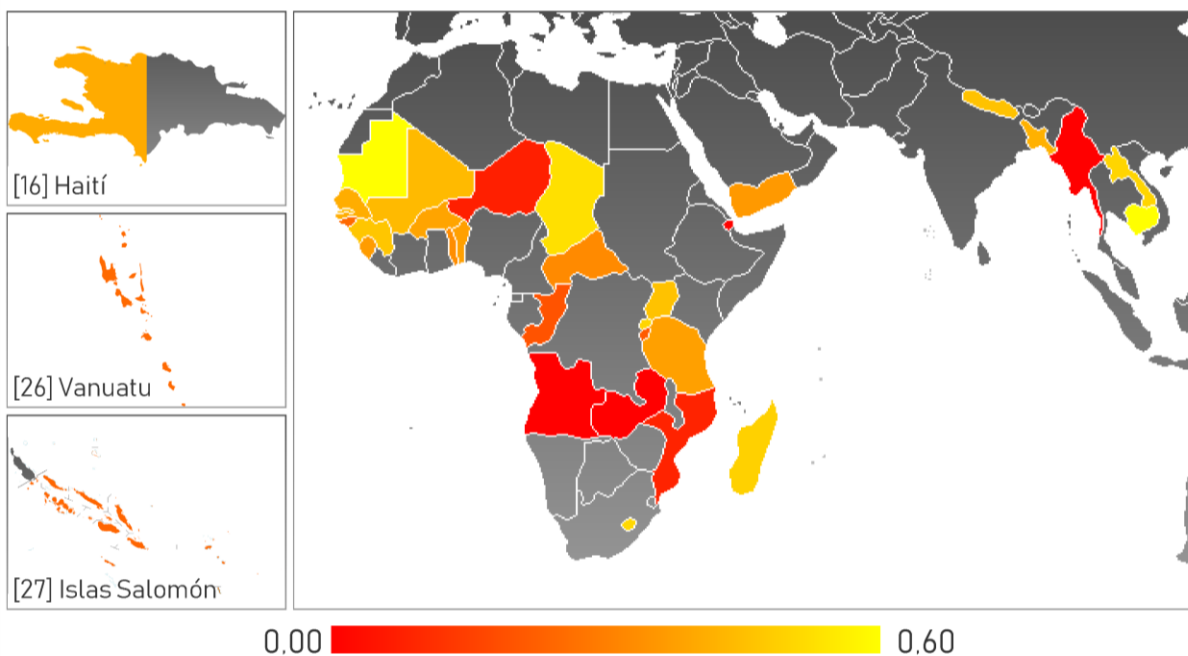 [16] Haití
[26] Vanuatu
[27] Islas Salomón
0,00
0,60